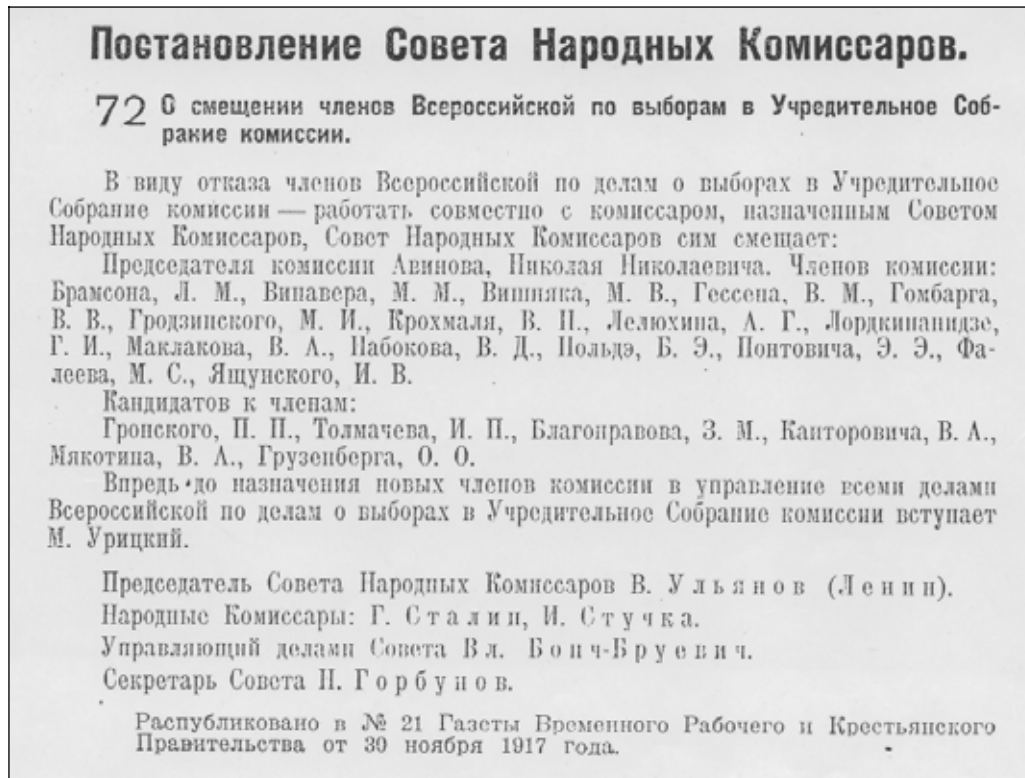 Постановление Совета Народных Комиссаров.
72 О смещении членов Всероссийской по выборам в Учредительное Соб-
рание комиссии.
В виду отказа членов Всероссийской по делам о выборах в Учредительное
Собрание комиссии — работать совместно с комиссаром, назначенным Советом
Народных Комиссаров, Совет Народных Комиссаров сим смещает:
Председателя комиссии Авинова, Николая Николаевича. Членов комиссии:
Брамсона, Л. М., Винавера, М. М., Вишняка, М. В., Гессена, В. М., Гомбарга,
В. В., Гродзинского, М. И., Крохмаля, В. Н., Лелюхина, А. Г., Лордкипанидзе,
Г. И., Маклакова, В. А., Набокова, В. Д., Нольдэ, Б. Э., Понтовича, Э. Э., Фа-
леева, М. С., Ящунского, И. В.
Кандидатов к членам:
Гронского, П. П., Толмачева, И. П., Благонравова, З. М., Канторовича, В. А.,
Мякотина, В. А., Грузенберга, О. О.
Впредь до назначения новых членов комиссии в управление всеми делами
Всероссийской по делам о выборах в Учредительное Собрание комиссии вступает
М. Урицкий.
Председатель Совета Народных Комиссаров В. Ульянов (Ленин).
Народные Комиссары: Г. Сталин, И. Стучка.
Управляющий делами Совета Вл. Бонч-Бруевич.
Секретарь Совета Н. Горбунов.
Распубликовано в № 21 Газеты Временного Рабочего и Крестьянского
Правительства от 30 ноября 1917 года.